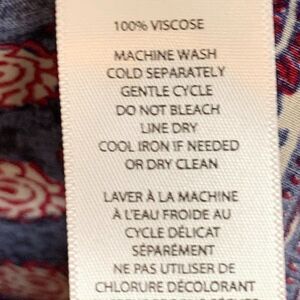 100% VISCOSE
MACHINE WASH
COLD SEPARATELY
GENTLE CYCLE
DO NOT BLEACH
LINE DRY
COOL IRON IF NEEDED
OR DRY CLEAN
LAVER À LA MACHINE
À L'EAU FROIDE AU
CYCLE DÉLICAT
SÉPARÉMENT
NE PAS UTILISER DE
CHLORURE DÉCOLORANT